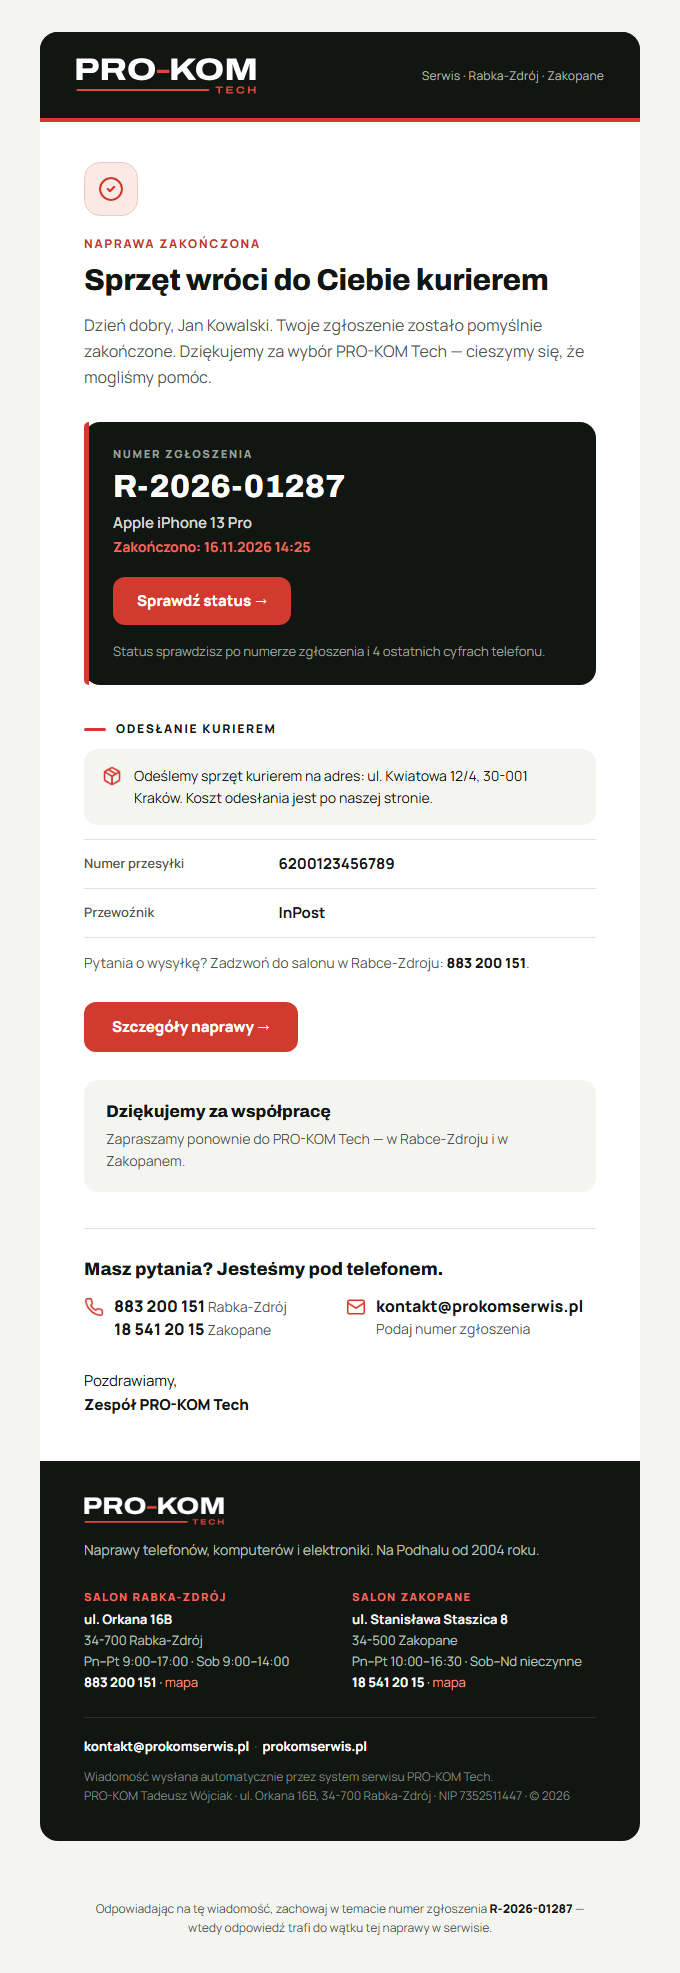 PRO-KOM
TECH
Serwis · Rabka-Zdrój · Zakopane
NAPRAWA ZAKOŃCZONA
Sprzęt wróci do Ciebie kurierem
Dzień dobry, Jan Kowalski. Twoje zgłoszenie zostało pomyślnie
zakończone. Dziękujemy za wybór PRO-KOM Tech — cieszymy się, że
mogliśmy pomóc.
NUMER ZGŁOSZENIA
R-2026-01287
Apple iPhone 13 Pro
Zakończono: 16.11.2026 14:25
Sprawdź status →
Status sprawdzisz po numerze zgłoszenia i 4 ostatnich cyfrach telefonu.
ODESŁANIE KURIEREM
Odeślemy sprzęt kurierem na adres: ul. Kwiatowa 12/4, 30-001
Kraków. Koszt odesłania jest po naszej stronie.
Numer przesyłki 6200123456789
Przewoźnik InPost
Pytania o wysyłkę? Zadzwoń do salonu w Rabce-Zdroju: 883 200 151.
Szczegóły naprawy →
Dziękujemy za współpracę
Zapraszamy ponownie do PRO-KOM Tech — w Rabce-Zdroju i w
Zakopanem.
Masz pytania? Jesteśmy pod telefonem.
883 200 151 Rabka-Zdrój
18 541 20 15 Zakopane
kontakt@prokomserwis.pl
Podaj numer zgłoszenia
Pozdrawiamy,
Zespół PRO-KOM Tech
PRO-KOM
TECH
Naprawy telefonów, komputerów i elektroniki. Na Podhalu od 2004 roku.
SALON RABKA-ZDRÓJ
ul. Orkana 16B
34-700 Rabka-Zdrój
Pn–Pt 9:00–17:00 · Sob 9:00–14:00
883 200 151 · mapa
SALON ZAKOPANE
ul. Stanisława Staszica 8
34-500 Zakopane
Pn–Pt 10:00–16:30 · Sob–Nd nieczynne
18 541 20 15 · mapa
kontakt@prokomserwis.pl · prokomserwis.pl
Wiadomość wysłana automatycznie przez system serwisu PRO-KOM Tech.
PRO-KOM Tadeusz Wójciak · ul. Orkana 16B, 34-700 Rabka-Zdrój · NIP 7352511447 · © 2026
Odpowiadając na tę wiadomość, zachowaj w temacie numer zgłoszenia R-2026-01287 —
wtedy odpowiedź trafi do wątku tej naprawy w serwisie.